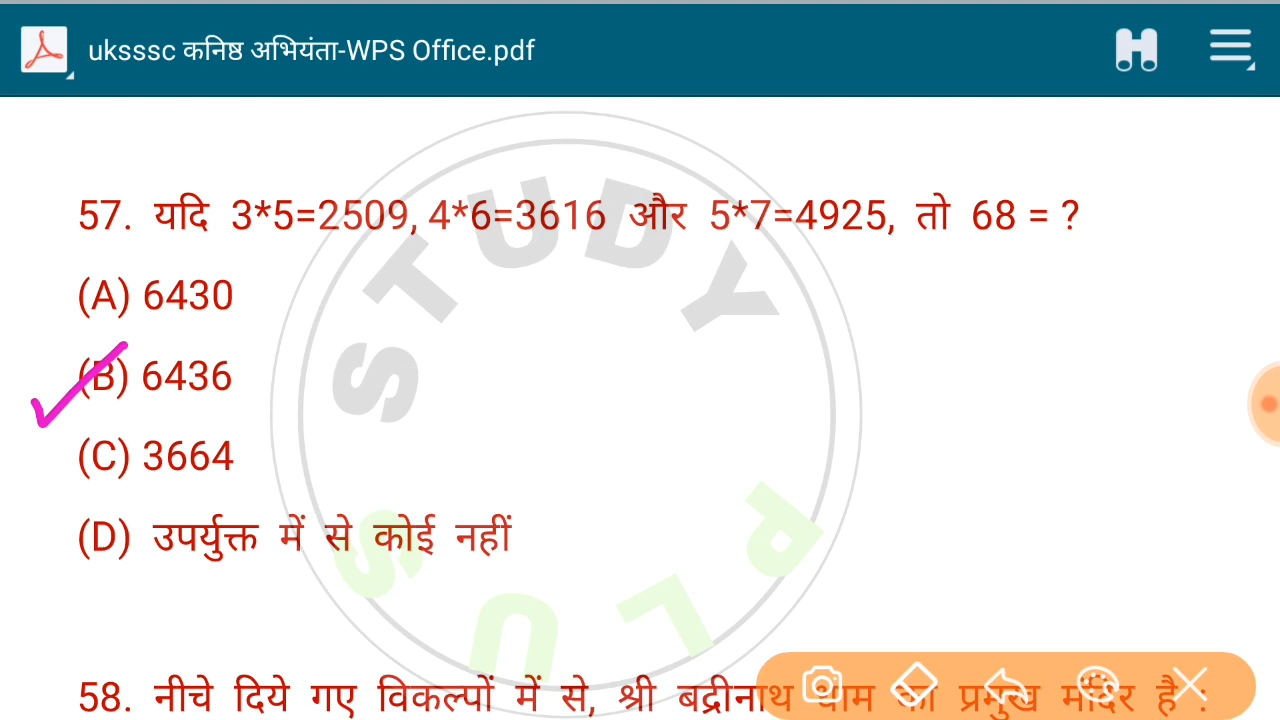 uksssc कनिष्ठ अभियंता-WPS Office.pdf
57. यदि 3*5=2509, 4*6=3616 और 5*7=4925, तो 68 = ?
(A) 6430
(B) 6436
(C) 3664
(D) उपर्युक्त में से कोई नहीं
STUDY
PLUS
58. नीचे दिये गए विकल्पों में से, श्री बद्रीनाथ धाम का प्रमुख मंदिर है :